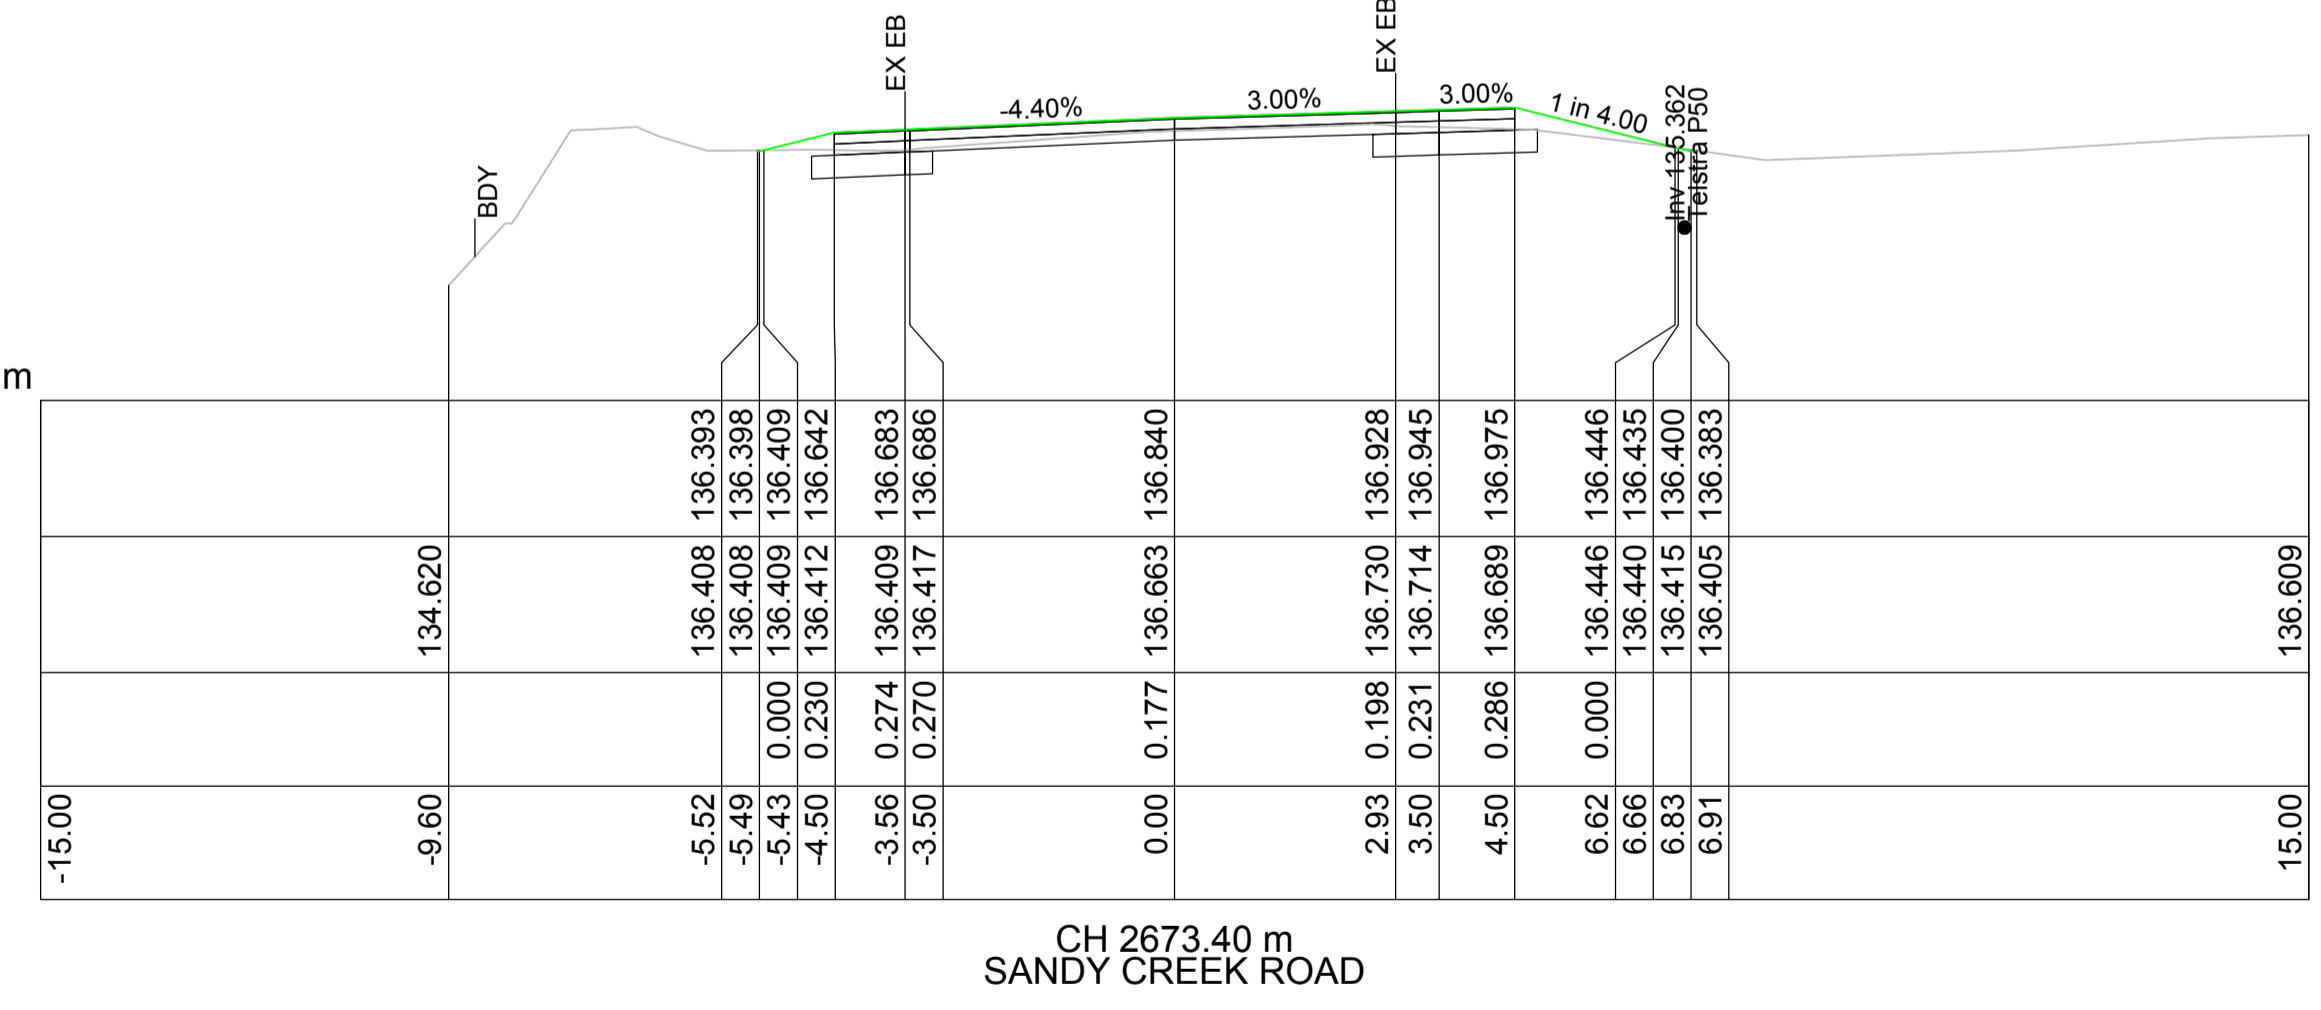 EX EB
EX EB
-4.40%
3.00%
3.00%
1 in 4.00
Inv 135.362
Telstra P50
BDY
m
136.393 136.398 136.409 136.642 136.683 136.686 136.840 136.928 136.945 136.975 136.446 136.435 136.400 136.383
134.620 136.408 136.408 136.409 136.412 136.409 136.417 136.663 136.730 136.714 136.689 136.446 136.440 136.415 136.405 136.609
0.000 0.230 0.274 0.270 0.177 0.198 0.231 0.286 0.000
-15.00 -9.60 -5.52 -5.49 -5.43 -4.50 -3.56 -3.50 0.00 2.93 3.50 4.50 6.62 6.66 6.83 6.91 15.00
CH 2673.40 m
SANDY CREEK ROAD